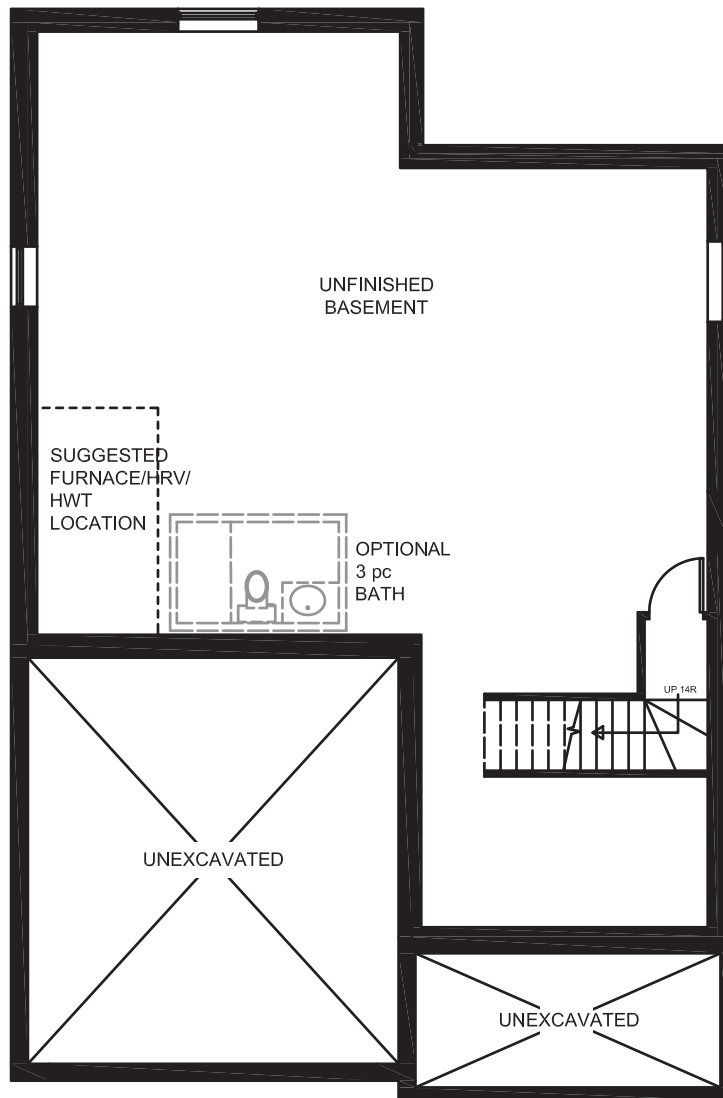 UNFINISHED
BASEMENT
SUGGESTED
FURNACE/HRV/
HWT
LOCATION
OPTIONAL
3 pc
BATH
UP 14R
UNEXCAVATED
UNEXCAVATED